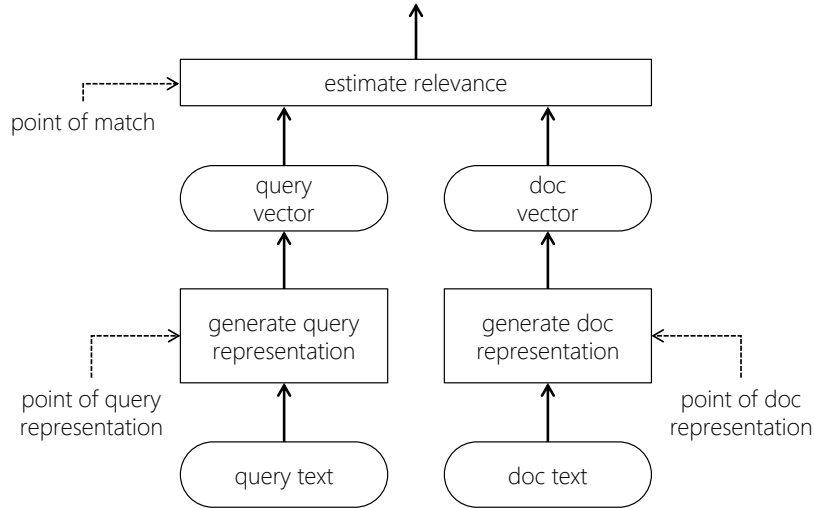 estimate relevance
point of match
query
vector
doc
vector
generate query
representation
generate doc
representation
point of query
representation
point of doc
representation
query text
doc text